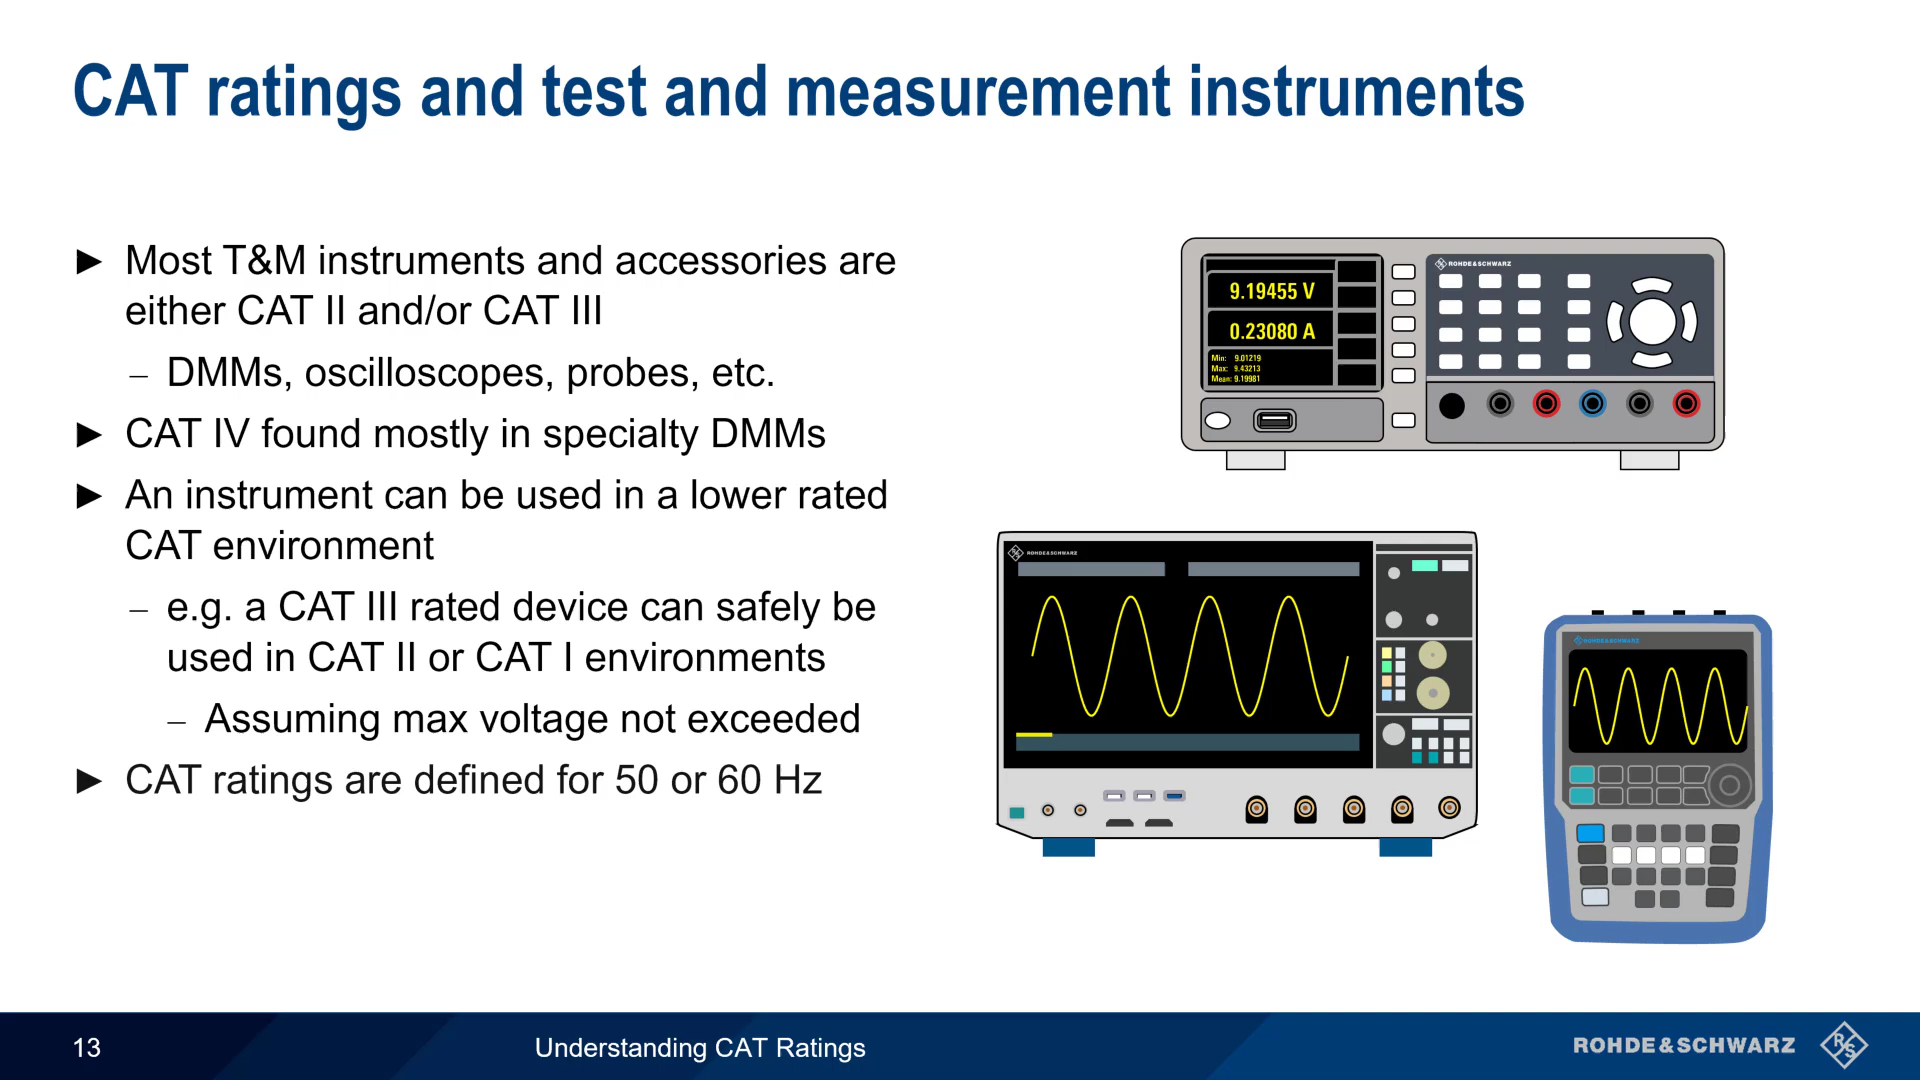 CAT ratings and test and measurement instruments
► Most T&M instruments and accessories are
either CAT II and/or CAT III
– DMMs, oscilloscopes, probes, etc.
► CAT IV found mostly in specialty DMMs
► An instrument can be used in a lower rated
CAT environment
– e.g. a CAT III rated device can safely be
used in CAT II or CAT I environments
– Assuming max voltage not exceeded
► CAT ratings are defined for 50 or 60 Hz
ROHDE&SCHWARZ
9.19455 V
0.23080 A
Min: 9.01219
Max: 9.43213
Mean: 9.19981
ROHDE&SCHWARZ
ROHDE&SCHWARZ
13
Understanding CAT Ratings
ROHDE&SCHWARZ
R&S